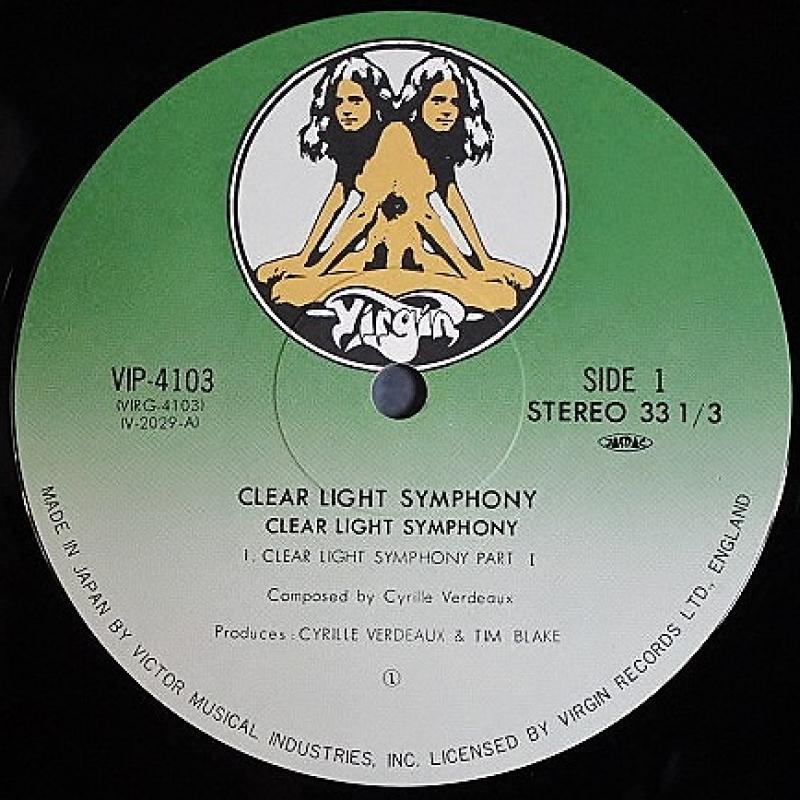 Virgin
VIP-4103
(VIRG-4103)
(V-2029-A)
SIDE 1
STEREO 33 1/3
JASRAC
CLEAR LIGHT SYMPHONY
CLEAR LIGHT SYMPHONY
1. CLEAR LIGHT SYMPHONY PART I
Composed by Cyrille Verdeaux
Produces : CYRILLE VERDEAUX & TIM BLAKE
①
MADE IN JAPAN BY VICTOR MUSICAL INDUSTRIES, INC. LICENSED BY VIRGIN RECORDS LTD., ENGLAND